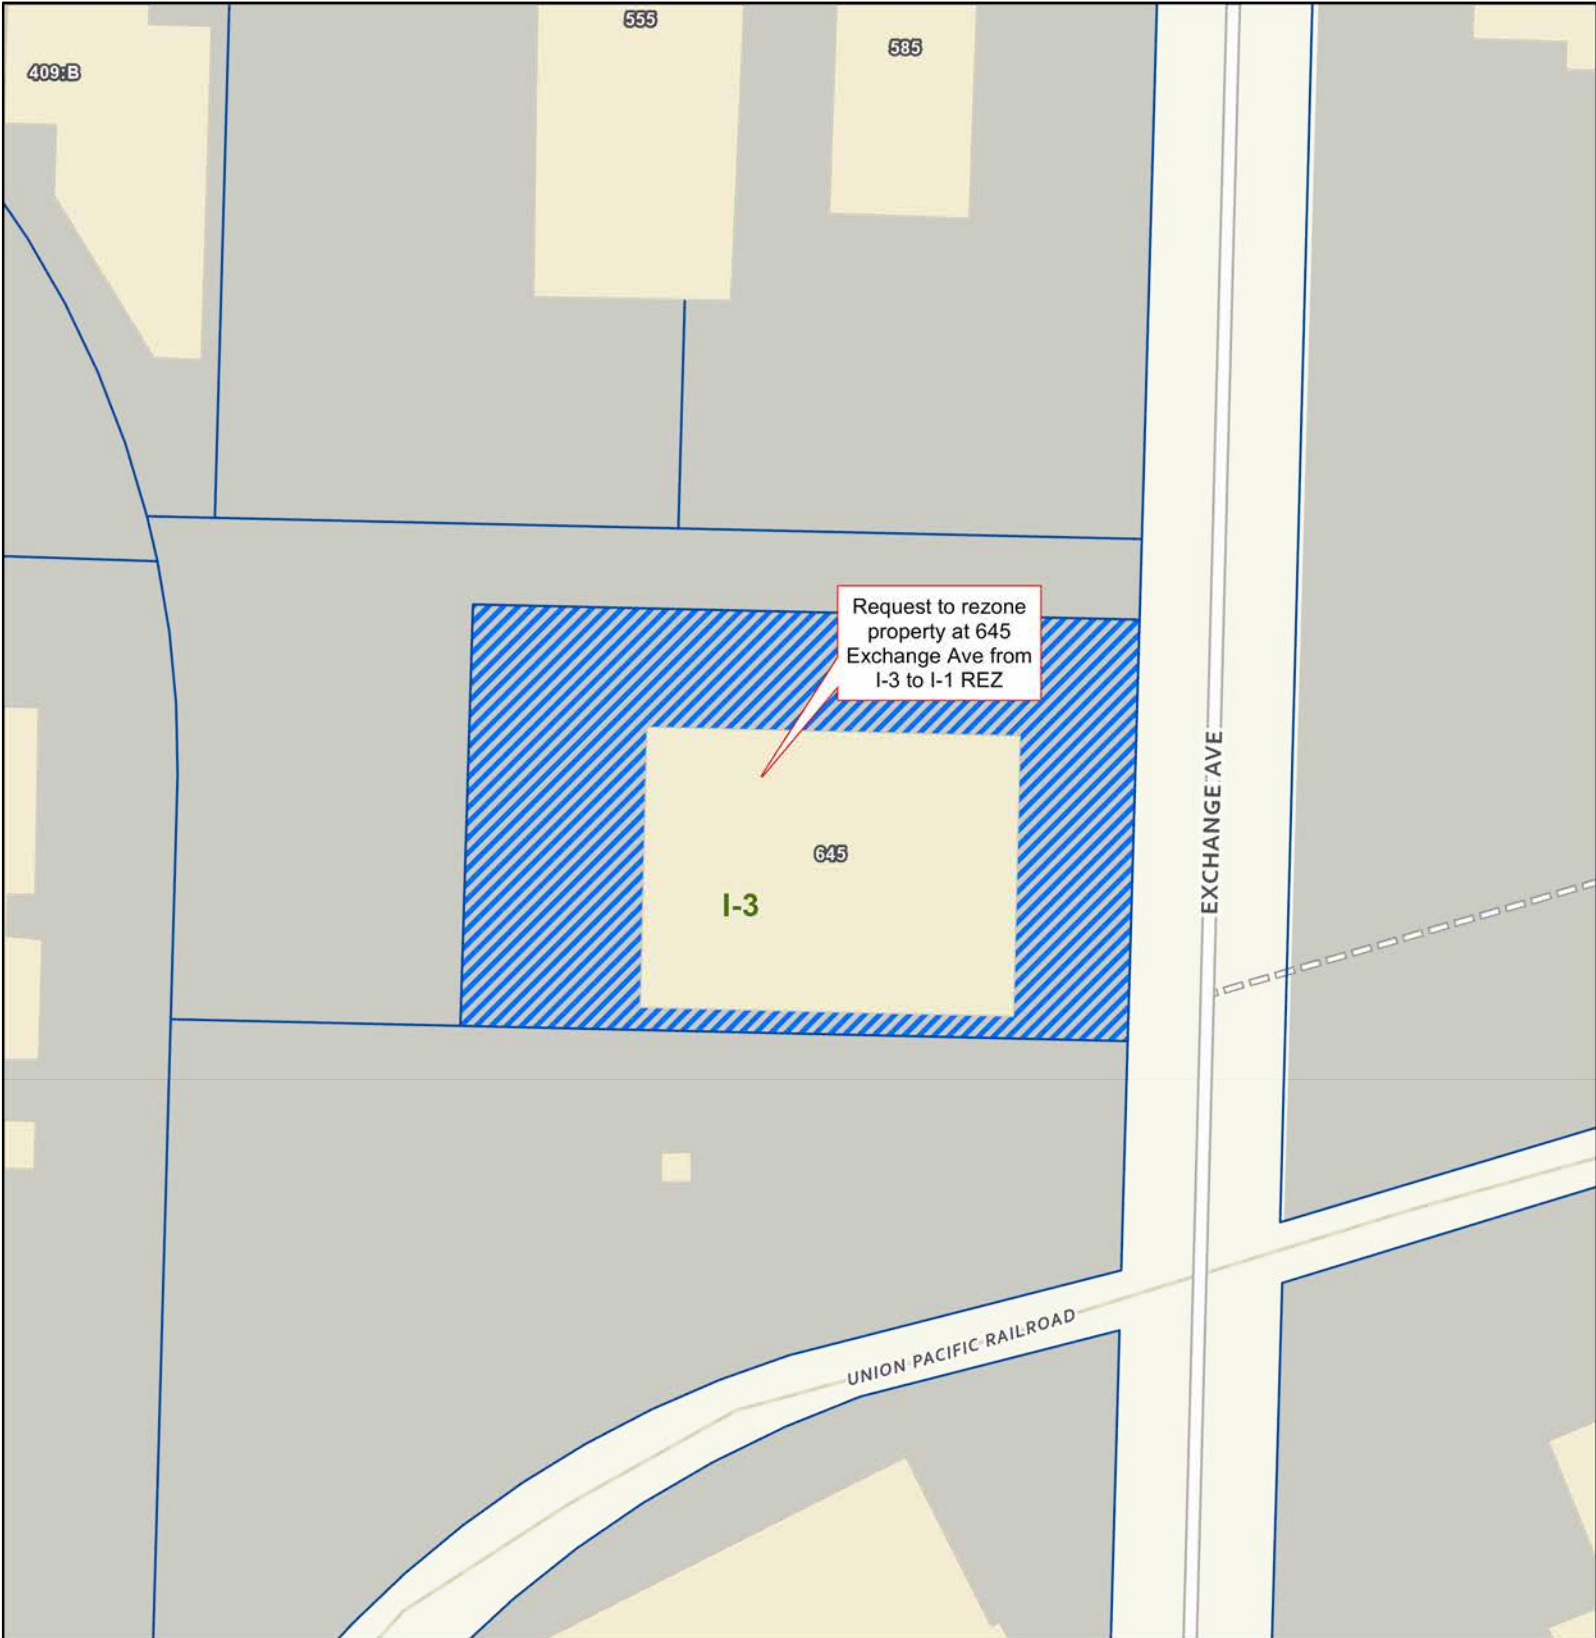 555
585
409:B
Request to rezone
property at 645
Exchange Ave from
I-3 to I-1 REZ
EXCHANGE AVE
645
I-3
UNION PACIFIC RAILROAD